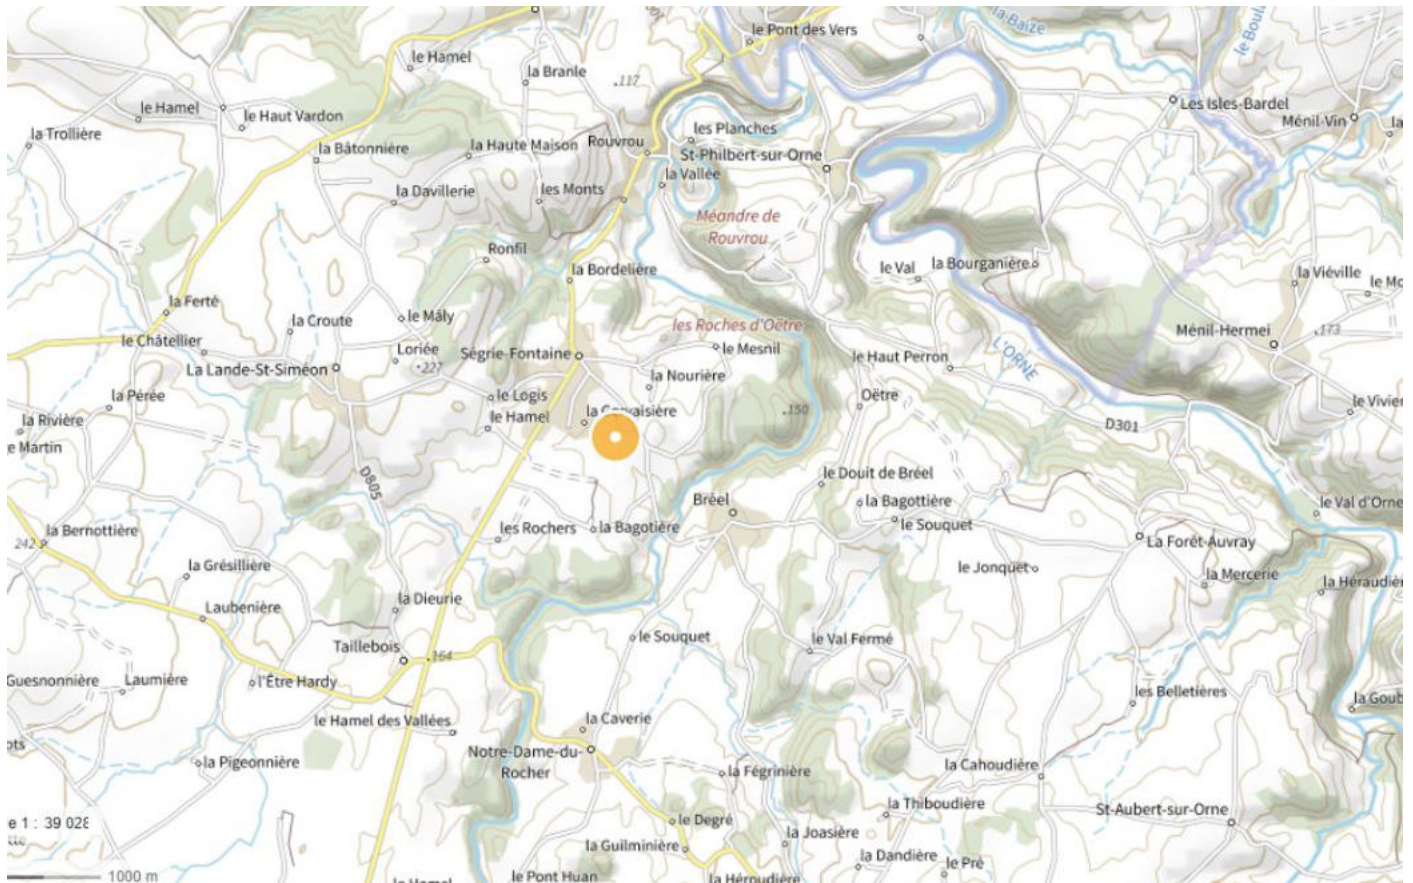 la Baize
le Pont des Vers
le Hamel
la Branle
117
le Hamel
le Haut Vardon
les Planches
Les Isles-Bardel
Ménil-Vin
la Trollière
la Bâtonnière
la Haute Maison
Rouvrou
St-Philbert-sur-Orne
la Davillerie
les Monts
la Vallée
Méandre de
Rouvrou
Ronfil
la Bordelière
le Val
la Bourganière
la Viéville
la Ferté
la Croute
le Mâly
les Roches d'Oëtre
Ménil-Hermei
173
le Châtellier
Loriée
Ségrie-Fontaine
le Mesnil
le Haut Perron
L'ORNE
La Lande-St-Siméon
227
la Nourière
la Pérée
le Logis
Oëtre
la Rivière
le Hamel
150
D301
D805
le Douit de Bréel
Bréel
la Bagottière
le Val d'Orne
la Bernottière
242
les Rochers
la Bagotière
le Souquet
La Forêt-Auvray
la Grésillière
le Jonquet
la Mercerie
Laubenière
la Dieurie
le Souquet
le Val Fermé
Taillebois
164
Guesnonnière
Laumière
l'Être Hardy
les Belletières
le Hamel des Vallées
la Caverie
Notre-Dame-du-
Rocher
la Pigeonnière
la Fégrinière
la Cahoudière
la Thiboudière
St-Aubert-sur-Orne
e 1 : 39 028
le Degré
la Joasière
la Guilminière
la Dandière
le Pré
1000 m
le Hamel
le Pont Huan
la Héroudière